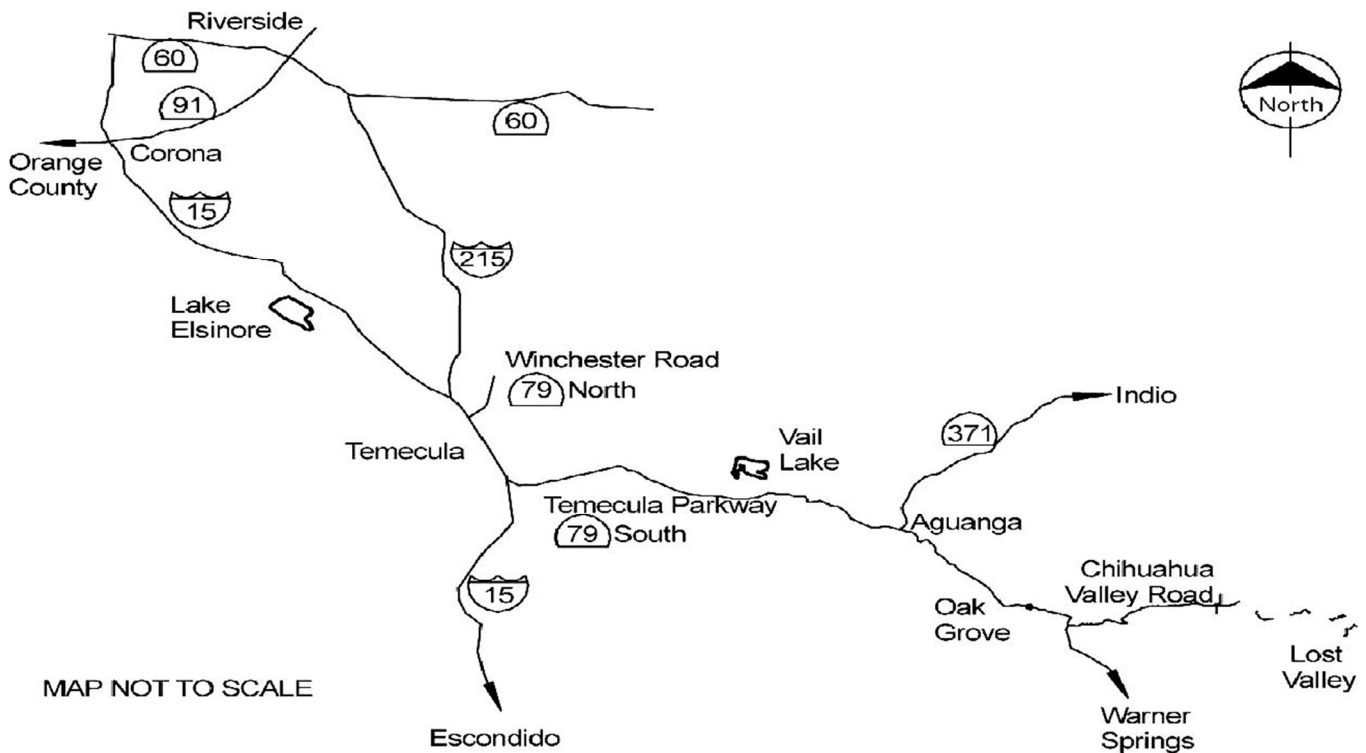 Riverside
60
91
60
North
Orange
County
Corona
15
215
Lake
Elsinore
Winchester Road
79 North
Indio
371
Temecula
Vail
Lake
Temecula Parkway
79 South
Aguanga
Chihuahua
Valley Road
15
Oak
Grove
Lost
Valley
MAP NOT TO SCALE
Warner
Springs
Escondido